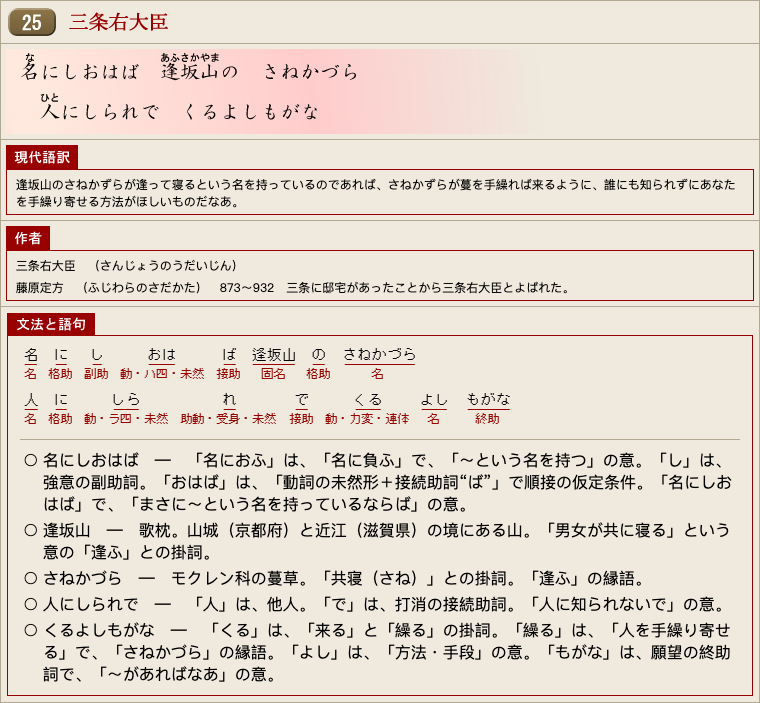 25 三条右大臣
な あふさかやま
名にしおはば 逢坂山の さねかづら
ひと
人にしられで くるよしもがな
現代語訳
逢坂山のさねかずらが逢って寝るという名を持っているのであれば、さねかずらが蔓を手繰れば来るように、誰にも知られずにあなた
を手繰り寄せる方法がほしいものだなあ。
作者
三条右大臣 （さんじょうのうだいじん）
藤原定方 （ふじわらのさだかた） 873～932 三条に邸宅があったことから三条右大臣とよばれた。
文法と語句
名 に し おは ば 逢坂山 の さねかづら
名 格助 副助 動・ハ四・未然 接助 固名 格助 名
人 に しら れ で くる よし もがな
名 格助 動・ラ四・未然 助動・受身・未然 接助 動・カ変・連体 名 終助
○ 名にしおはば ― 「名におふ」は、「名に負ふ」で、「～という名を持つ」の意。「し」は、
強意の副助詞。「おはば」は、「動詞の未然形＋接続助詞“ば”」で順接の仮定条件。「名にしお
はば」で、「まさに～という名を持っているならば」の意。
○ 逢坂山 ― 歌枕。山城（京都府）と近江（滋賀県）の境にある山。「男女が共に寝る」という
意の「逢ふ」との掛詞。
○ さねかづら ― モクレン科の蔓草。「共寝（さね）」との掛詞。「逢ふ」の縁語。
○ 人にしられで ― 「人」は、他人。「で」は、打消の接続助詞。「人に知られないで」の意。
○ くるよしもがな ― 「くる」は、「来る」と「繰る」の掛詞。「繰る」は、「人を手繰り寄せ
る」で、「さねかづら」の縁語。「よし」は、「方法・手段」の意。「もがな」は、願望の終助
詞で、「～があればなあ」の意。